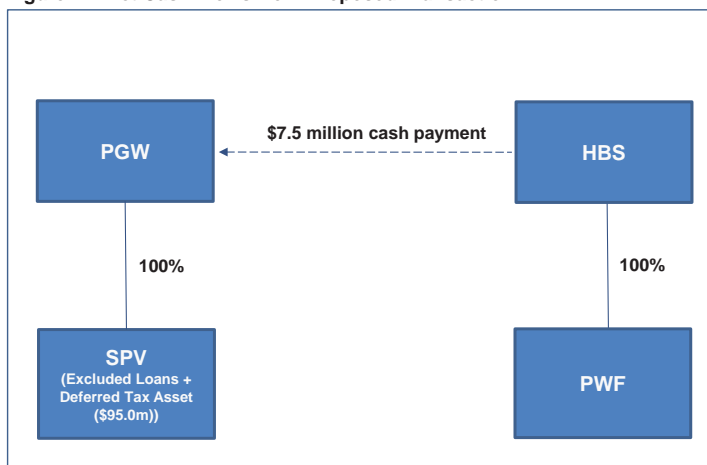 PGW
$7.5 million cash payment
HBS
100%
100%
SPV
(Excluded Loans +
Deferred Tax Asset
($95.0m))
PWF